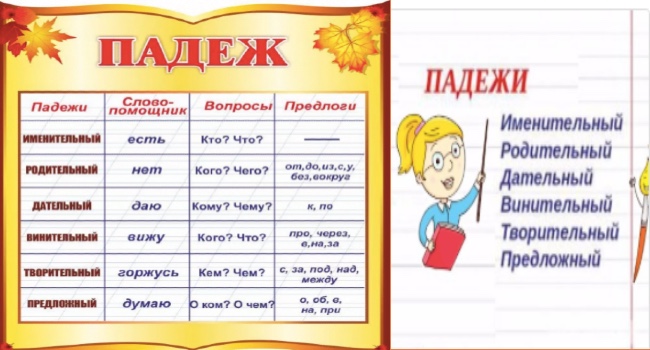 ПАДЕЖ
Падежи Слово-помощник Вопросы Предлоги
ИМЕНИТЕЛЬНЫЙ есть Кто? Что? ———
РОДИТЕЛЬНЫЙ нет Кого? Чего? от,до,из,с,у, без,вокруг
ДАТЕЛЬНЫЙ даю Кому? Чему? к, по
ВИНИТЕЛЬНЫЙ вижу Кого? Что? про, через, в,на,за
ТВОРИТЕЛЬНЫЙ горжусь Кем? Чем? с, за, под, над, между
ПРЕДЛОЖНЫЙ думаю О ком? О чем? о, об, в, на, при
ПАДЕЖИ
Именительный
Родительный
Дательный
Винительный
Творительный
Предложный